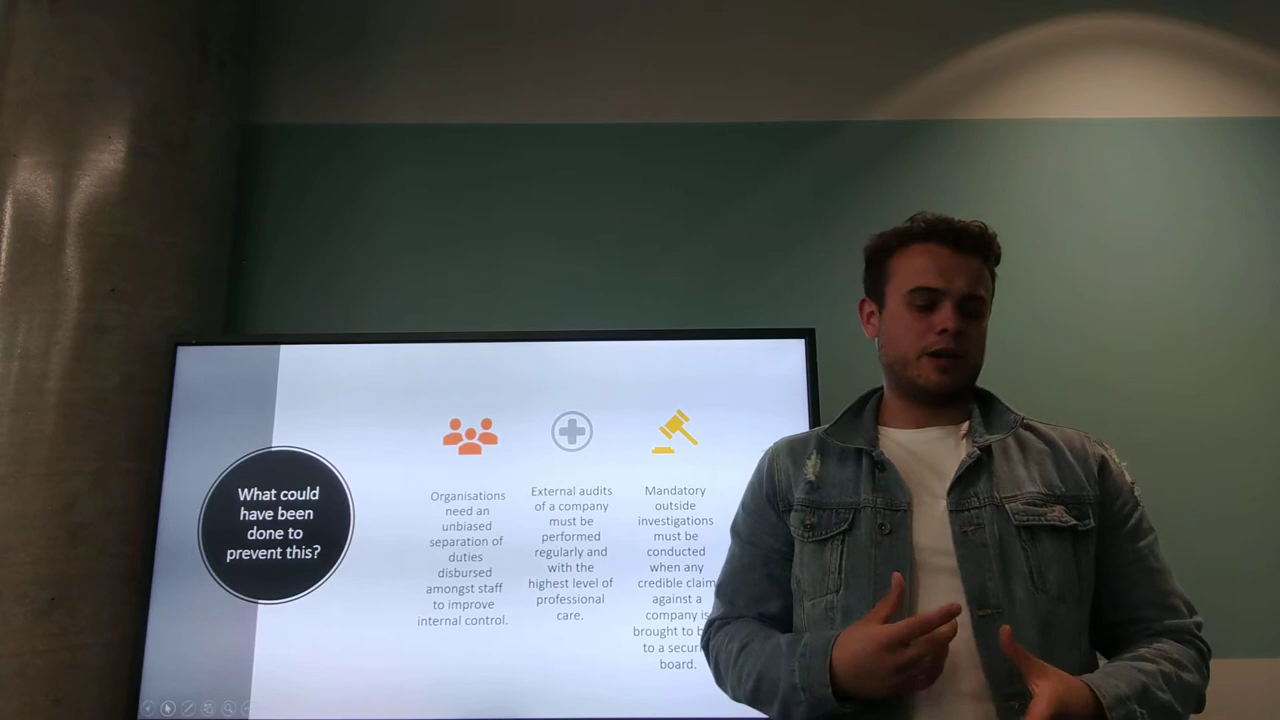 What could
have been
done to
prevent this?
Organisations
need an
unbiased
separation of
duties
disbursed
amongst staff
to improve
internal control.
External audits
of a company
must be
performed
regularly and
with the
highest level of
professional
care.
Mandatory
outside
investigations
must be
conducted
when any
credible claim
against a
company is
brought to
to a
board.